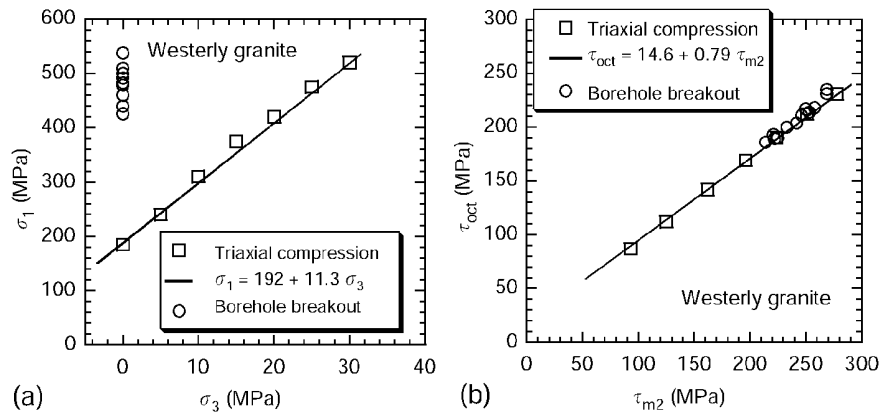 600
500
400
300
200
100
0
σ1 (MPa)
Westerly granite
Triaxial compression
σ1 = 192 + 11.3 σ3
Borehole breakout
-10 0 10 20 30 40
σ3 (MPa)
(a)
300
250
200
150
100
50
0
τoct (MPa)
Triaxial compression
τoct = 14.6 + 0.79 τm2
Borehole breakout
Westerly granite
0 50 100 150 200 250 300
τm2 (MPa)
(b)